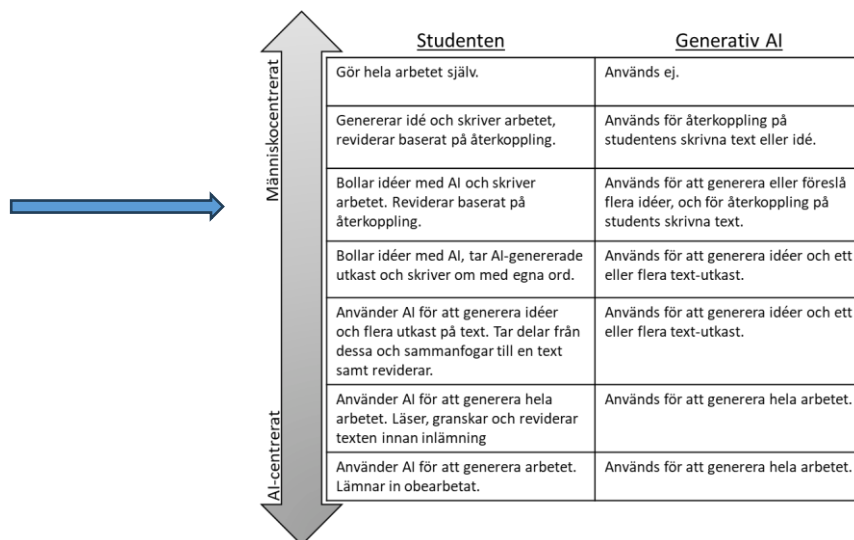 Studenten
Generativ AI
Människocentrerat
AI-centrerat
Gör hela arbetet själv.
Används ej.
Genererar idé och skriver arbetet,
reviderar baserat på återkoppling.
Används för återkoppling på
studentens skrivna text eller idé.
Bollar idéer med AI och skriver
arbetet. Reviderar baserat på
återkoppling.
Används för att generera eller föreslå
flera idéer, och för återkoppling på
students skrivna text.
Bollar idéer med AI, tar AI-genererade
utkast och skriver om med egna ord.
Används för att generera idéer och ett
eller flera text-utkast.
Använder AI för att generera idéer
och flera utkast på text. Tar delar från
dessa och sammanfogar till en text
samt reviderar.
Används för att generera idéer och ett
eller flera text-utkast.
Använder AI för att generera hela
arbetet. Läser, granskar och reviderar
texten innan inlämning
Används för att generera hela arbetet.
Använder AI för att generera arbetet.
Lämnar in obearbetat.
Används för att generera hela arbetet.